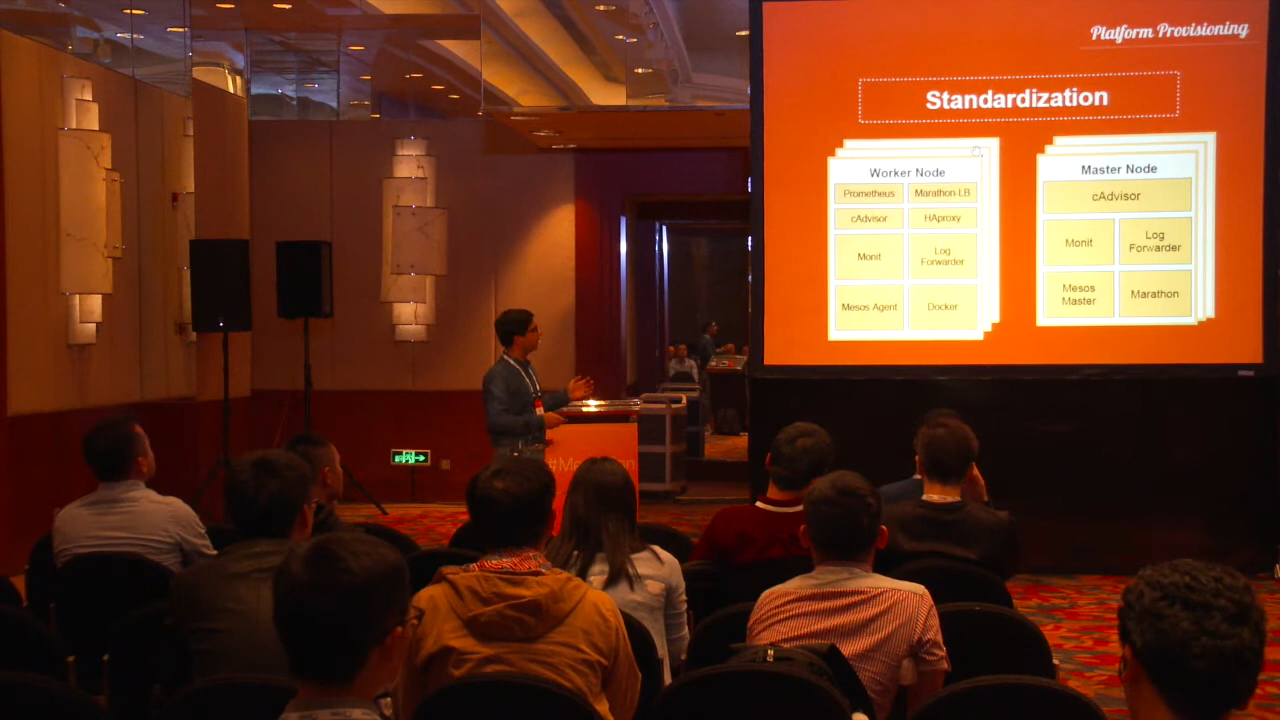 Platform Provisioning
Standardization
Worker Node
Prometheus
Marathon-LB
cAdvisor
HAproxy
Monit
Log
Forwarder
Mesos Agent
Docker
Master Node
cAdvisor
Monit
Log
Forwarder
Mesos
Master
Marathon